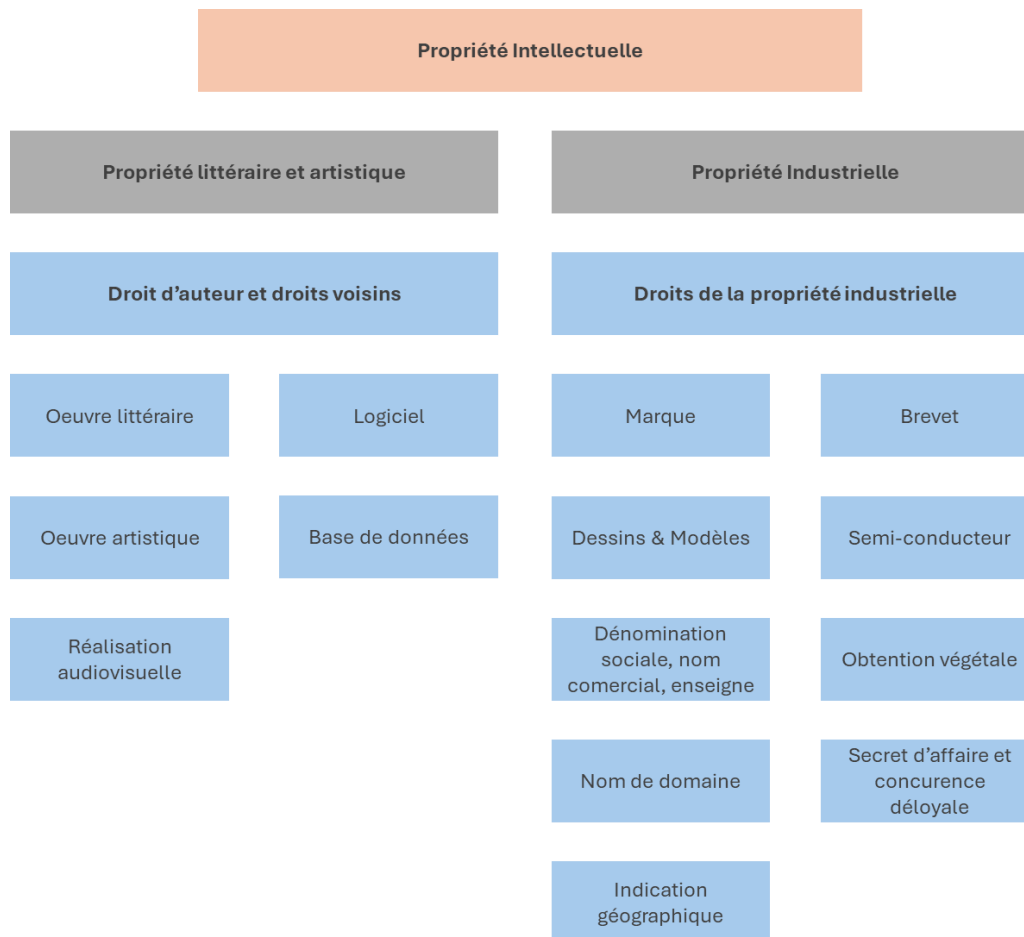 Propriété Intellectuelle
Propriété littéraire et artistique
Propriété Industrielle
Droit d’auteur et droits voisins
Droits de la propriété industrielle
Oeuvre littéraire
Logiciel
Marque
Brevet
Oeuvre artistique
Base de données
Dessins & Modèles
Semi-conducteur
Réalisation
audiovisuelle
Dénomination
sociale, nom
comercial, enseigne
Obtention végétale
Nom de domaine
Secret d’affaire et
concurence
déloyale
Indication
géographique